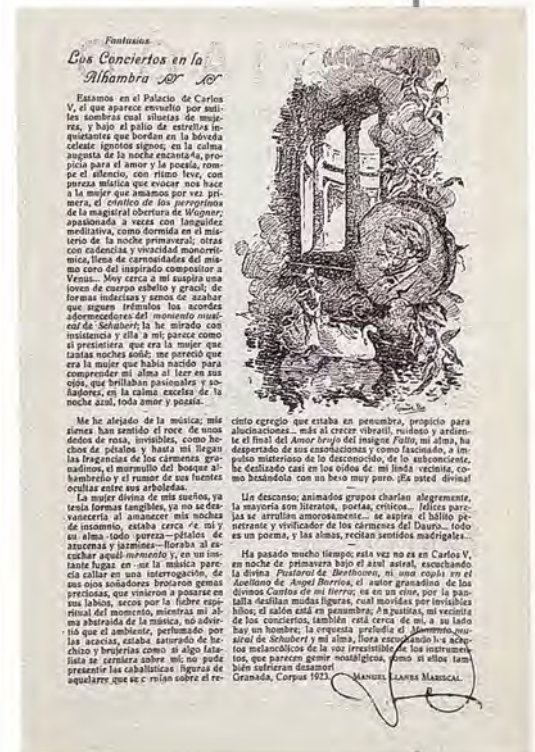 Fantasías
Los Conciertos en la
Alhambra
Estamos en el Palacio de Carlos
V, el que aparece envuelto por suti-
les sombras cual siluetas de muje-
res, y bajo el palio de estrellas in-
quietantes que bordan en la bóveda
celeste ignotos signos; en la calma
augusta de la noche encantada, pro-
picia para el amor y la poesía, rom-
pe el silencio, con ritmo leve, con
pureza mística que evocar nos hace
a la mujer que amamos por vez pri-
mera, el cántico de los peregrinos
de la magistral obertura de Wagner;
apasionada a veces con languidez
meditativa, como dormida en el mis-
terio de la noche primaveral; otras
con cadencias y vivacidad monorrít-
mica, llena de carnosidades del mis-
mo coro del inspirado compositor a
Venus... Muy cerca a mí suspira una
joven de cuerpo esbelto y gracil; de
formas indecisas y senos de azahar
que siguen trémulos los acordes
adormecedores del momento musi-
cal de Schubert; la he mirado con
insistencia y ella a mí; parece como
si presintiera que era la mujer que
tantas noches soñé; me pareció que
era la mujer que había nacido para
comprender mi alma al leer en sus
ojos, que brillaban pasionales y so-
ñadores, en la calma excelsa de la
noche azul, toda amor y poesía.
Me he alejado de la música; mis
sienes han sentido el roce de unos
dedos de rosa, invisibles, como he-
chos de pétalos y hasta mí llegan
las fragancias de los cármenes gra-
nadinos, el murmullo del bosque al-
hambreño y el rumor de sus fuentes
ocultas entre sus arboledas.
La mujer divina de mis sueños, ya
tenía formas tangibles, ya no se des-
vanecería al amanecer mis noches
de insomnio, estaba cerca de mí y
su alma todo pureza—pétalos de
azucenas y jazmines—lloraba al es-
cuchar aquel memento y, en un ins-
tante fugaz en que la música pare-
cía callar en una interrogación, de
sus ojos soñadores brotaron gemas
preciosas, que vinieron a posarse en
sus labios, secos por la fiebre espi-
ritual del momento, mientras mi al-
ma abstraída de la música, no advir-
tió que el ambiente, perfumado por
las acacias, estaba saturado de he-
chizo y brujerías como si algo fata-
lista se cerniera sobre mí; no pude
presentir las cabalísticas figuras de
aquelarre que se cernían sobre el re-
cinto egregio que estaba en penumbra, propicio para
alucinaciones... más al crecer vibratil, ruidoso y ardien-
te el final del Amor brujo del insigne Falla, mi alma, ha
despertado de sus ensoñaciones y como fascinado, a im-
pulso misterioso de lo desconocido, de lo subconciente,
he deslizado casi en los oídos de mi linda vecinita, co-
mo besándola con un beso muy puro. ¡Es usted divina!
Un descanso; animados grupos charlan alegremente,
la mayoría son literatos, poetas, críticos... felices pare-
jas se arrullan amorosamente... se aspira el hálito pe-
netrante y vivificador de los cármenes del Dauro... todo
es un poema, y las almas, recitan sentidos madrigales...
Ha pasado mucho tiempo; esta vez no es en Carlos V,
en noche de primavera bajo el azul astral, escuchando
la divina Pastoral de Beethoven, ni una copla en el
Avellano de Angel Barrios, el autor granadino de los
divinos Cantos de mi tierra; es en un cine, por la pan-
talla desfilan mudas figuras, cual movidas por invisibles
hilos; el salón está en penumbra; Angustias, mi vecinita
de los conciertos, también está cerca de mí, a su lado
hay un hombre; la orquesta preludia el Momento mu-
sical de Schubert y mi alma, llora escuchando los acen-
tos melancólicos de la voz irresistible de los instrumen-
tos, que parecen gemir nostálgicos, como si ellos tam-
bién sufrieran desamor!
Granada, Corpus 1923. MANUEL LLANES MARISCAL.